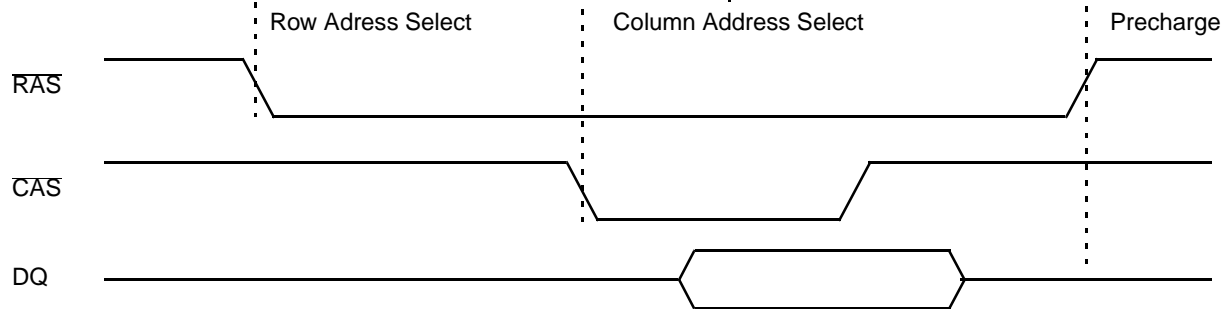 Row Adress Select Column Address Select Precharge
RAS
CAS
DQ